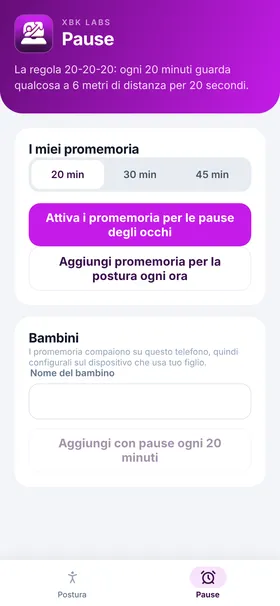 XBK LABS
Pause
La regola 20-20-20: ogni 20 minuti guarda
qualcosa a 6 metri di distanza per 20 secondi.
I miei promemoria
20 min
30 min
45 min
Attiva i promemoria per le pause
degli occhi
Aggiungi promemoria per la
postura ogni ora
Bambini
I promemoria compaiono su questo telefono, quindi
configurali sul dispositivo che usa tuo figlio.
Nome del bambino
Aggiungi con pause ogni 20
minuti
Postura
Pause